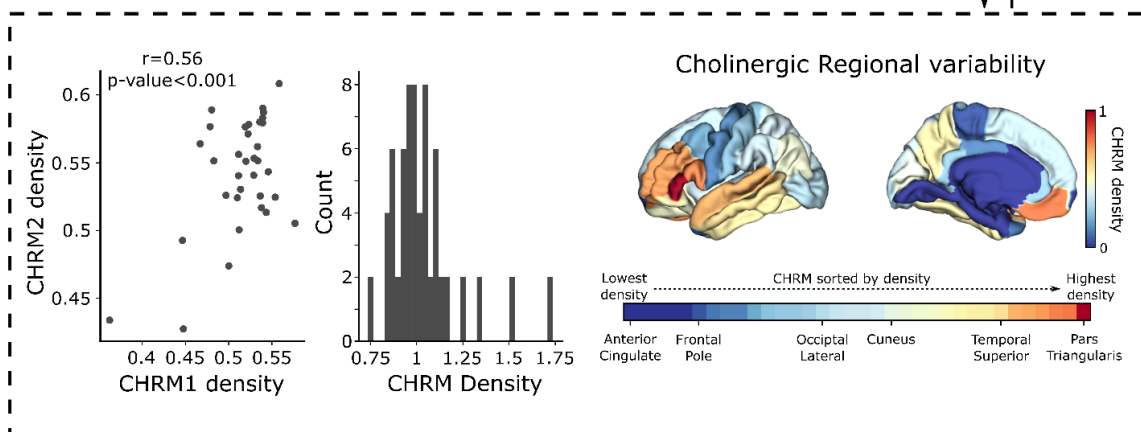 r=0.56
p-value<0.001
0.6
0.55
0.5
0.45
CHRM2 density
0.4
0.45
0.5
0.55
CHRM1 density
8
6
4
2
0
Count
0.75
1
1.25
1.5
1.75
CHRM Density
Cholinergic Regional variability
1
0
CHRM density
Lowest
density
CHRM sorted by density
Highest
density
Anterior
Cingulate
Frontal
Pole
Occiptal
Lateral
Cuneus
Temporal
Superior
Pars
Triangularis